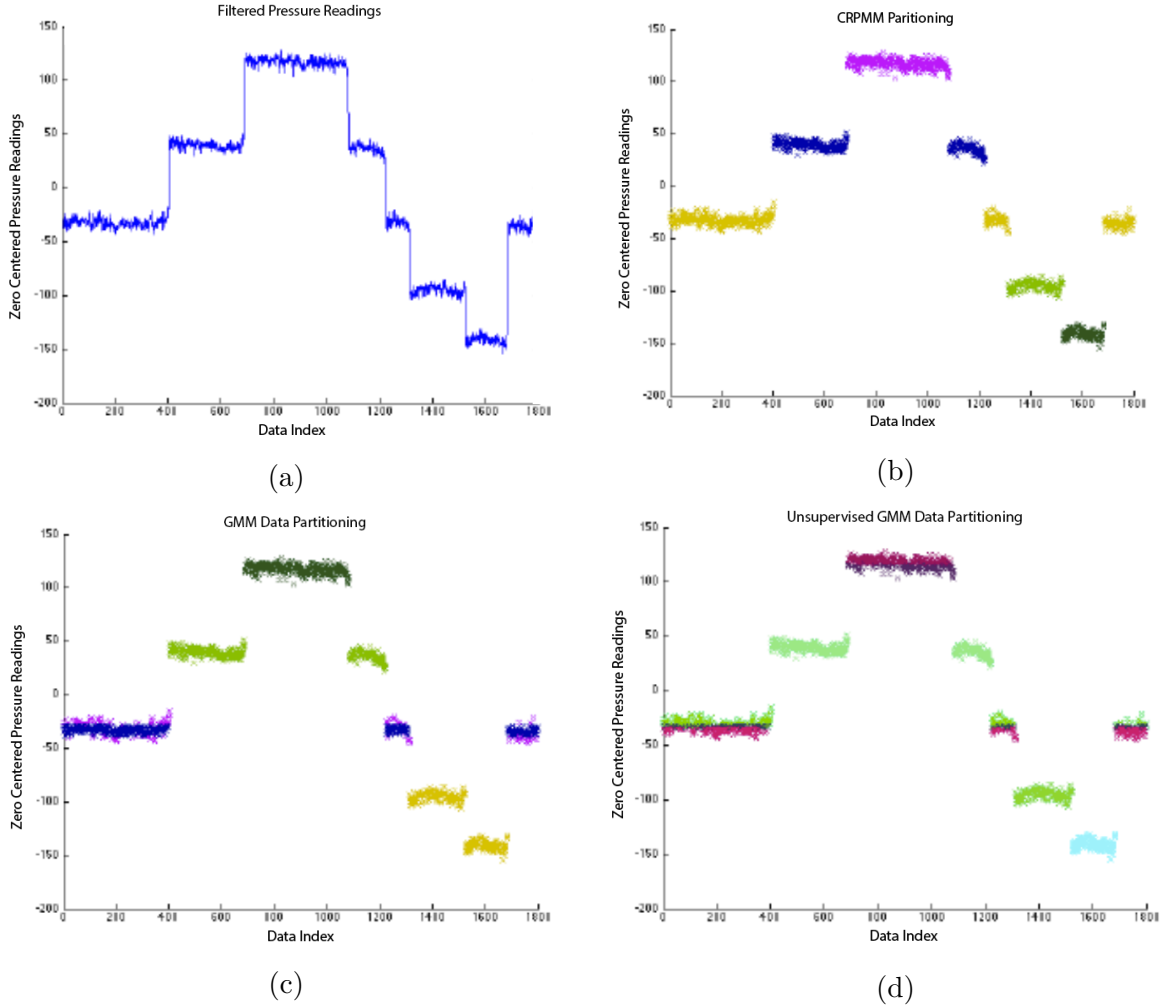 Filtered Pressure Readings
150
100
50
0
-50
-100
-150
-200
Zero Centered Pressure Readings
0 200 400 600 800 1000 1200 1400 1600 1800
Data Index
(a)
CRPMM Paritioning
150
100
50
0
-50
-100
-150
-200
Zero Centered Pressure Readings
0 200 400 600 800 1000 1200 1400 1600 1800
Data Index
(b)
GMM Data Partitioning
150
100
50
0
-50
-100
-150
-200
Zero Centered Pressure Readings
0 200 400 600 800 1000 1200 1400 1600 1800
Data Index
(c)
Unsupervised GMM Data Partitioning
150
100
50
0
-50
-100
-150
-200
Zero Centered Pressure Readings
0 200 400 600 800 1000 1200 1400 1600 1800
Data Index
(d)